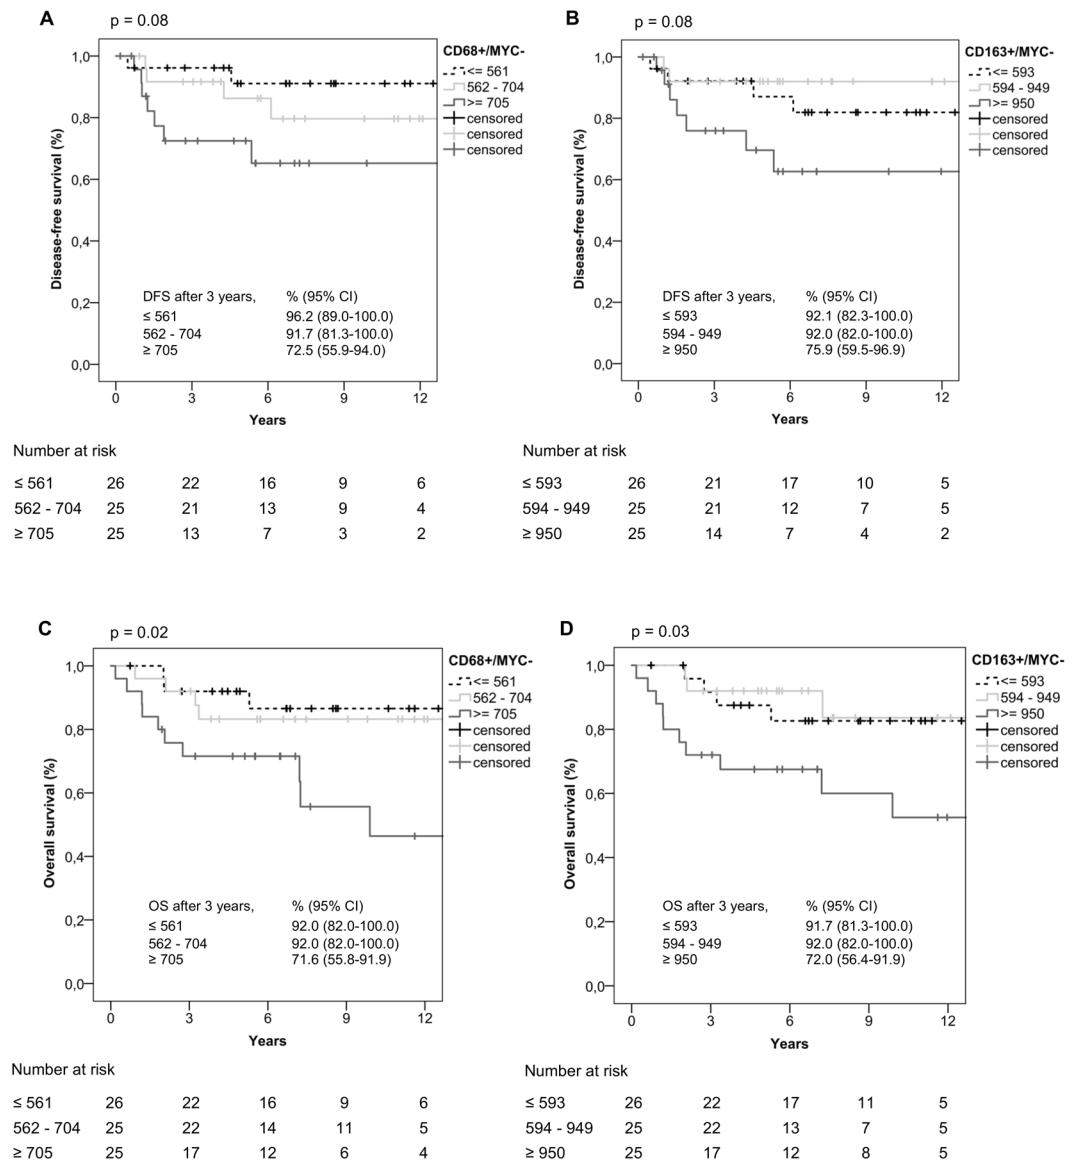 A
p = 0.08
CD68+/MYC-
<= 561
562 - 704
>= 705
censored
censored
censored
1,0
0,8
0,6
0,4
0,2
0,0
Disease-free survival (%)
DFS after 3 years, % (95% CI)
≤ 561 96.2 (89.0-100.0)
562 - 704 91.7 (81.3-100.0)
≥ 705 72.5 (55.9-94.0)
0 3 6 9 12
Years
Number at risk
≤ 561 26 22 16 9 6
562 - 704 25 21 13 9 4
≥ 705 25 13 7 3 2
B
p = 0.08
CD163+/MYC-
<= 593
594 - 949
>= 950
censored
censored
censored
1,0
0,8
0,6
0,4
0,2
0,0
Disease-free survival (%)
DFS after 3 years, % (95% CI)
≤ 593 92.1 (82.3-100.0)
594 - 949 92.0 (82.0-100.0)
≥ 950 75.9 (59.5-96.9)
0 3 6 9 12
Years
Number at risk
≤ 593 26 21 17 10 5
594 - 949 25 21 12 7 5
≥ 950 25 14 7 4 2
C
p = 0.02
CD68+/MYC-
<= 561
562 - 704
>= 705
censored
censored
censored
1,0
0,8
0,6
0,4
0,2
0,0
Overall survival (%)
OS after 3 years, % (95% CI)
≤ 561 92.0 (82.0-100.0)
562 - 704 92.0 (82.0-100.0)
≥ 705 71.6 (55.8-91.9)
0 3 6 9 12
Years
Number at risk
≤ 561 26 22 16 9 6
562 - 704 25 22 14 11 5
≥ 705 25 17 12 6 4
D
p = 0.03
CD163+/MYC-
<= 593
594 - 949
>= 950
censored
censored
censored
1,0
0,8
0,6
0,4
0,2
0,0
Overall survival (%)
OS after 3 years, % (95% CI)
≤ 593 91.7 (81.3-100.0)
594 - 949 92.0 (82.0-100.0)
≥ 950 72.0 (56.4-91.9)
0 3 6 9 12
Years
Number at risk
≤ 593 26 22 17 11 5
594 - 949 25 22 13 7 5
≥ 950 25 17 12 8 5